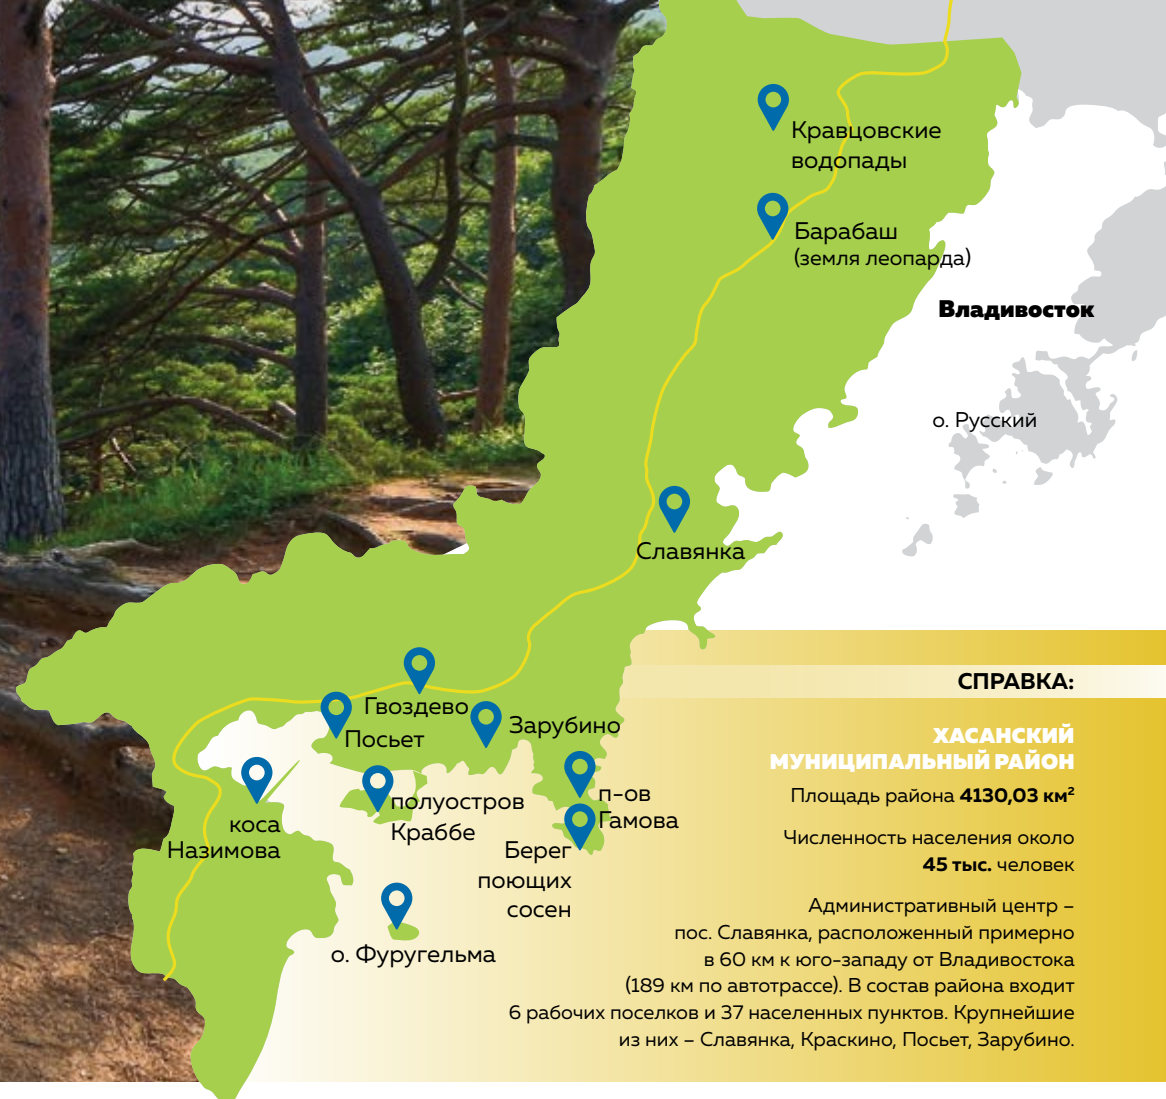 Кравцовские
водопады
Барабаш
(земля леопарда)
Владивосток
о. Русский
Славянка
Гвоздево
Посьет
Зарубино
коса
Назимова
полуостров
Краббе
п-ов
Гамова
Берег
поющих
сосен
о. Фуругельма
СПРАВКА:
ХАСАНСКИЙ
МУНИЦИПАЛЬНЫЙ РАЙОН
Площадь района 4130,03 км²
Численность населения около
45 тыс. человек
Административный центр –
пос. Славянка, расположенный примерно
в 60 км к юго-западу от Владивостока
(189 км по автотрассе). В состав района входит
6 рабочих поселков и 37 населенных пунктов. Крупнейшие
из них – Славянка, Краскино, Посьет, Зарубино.